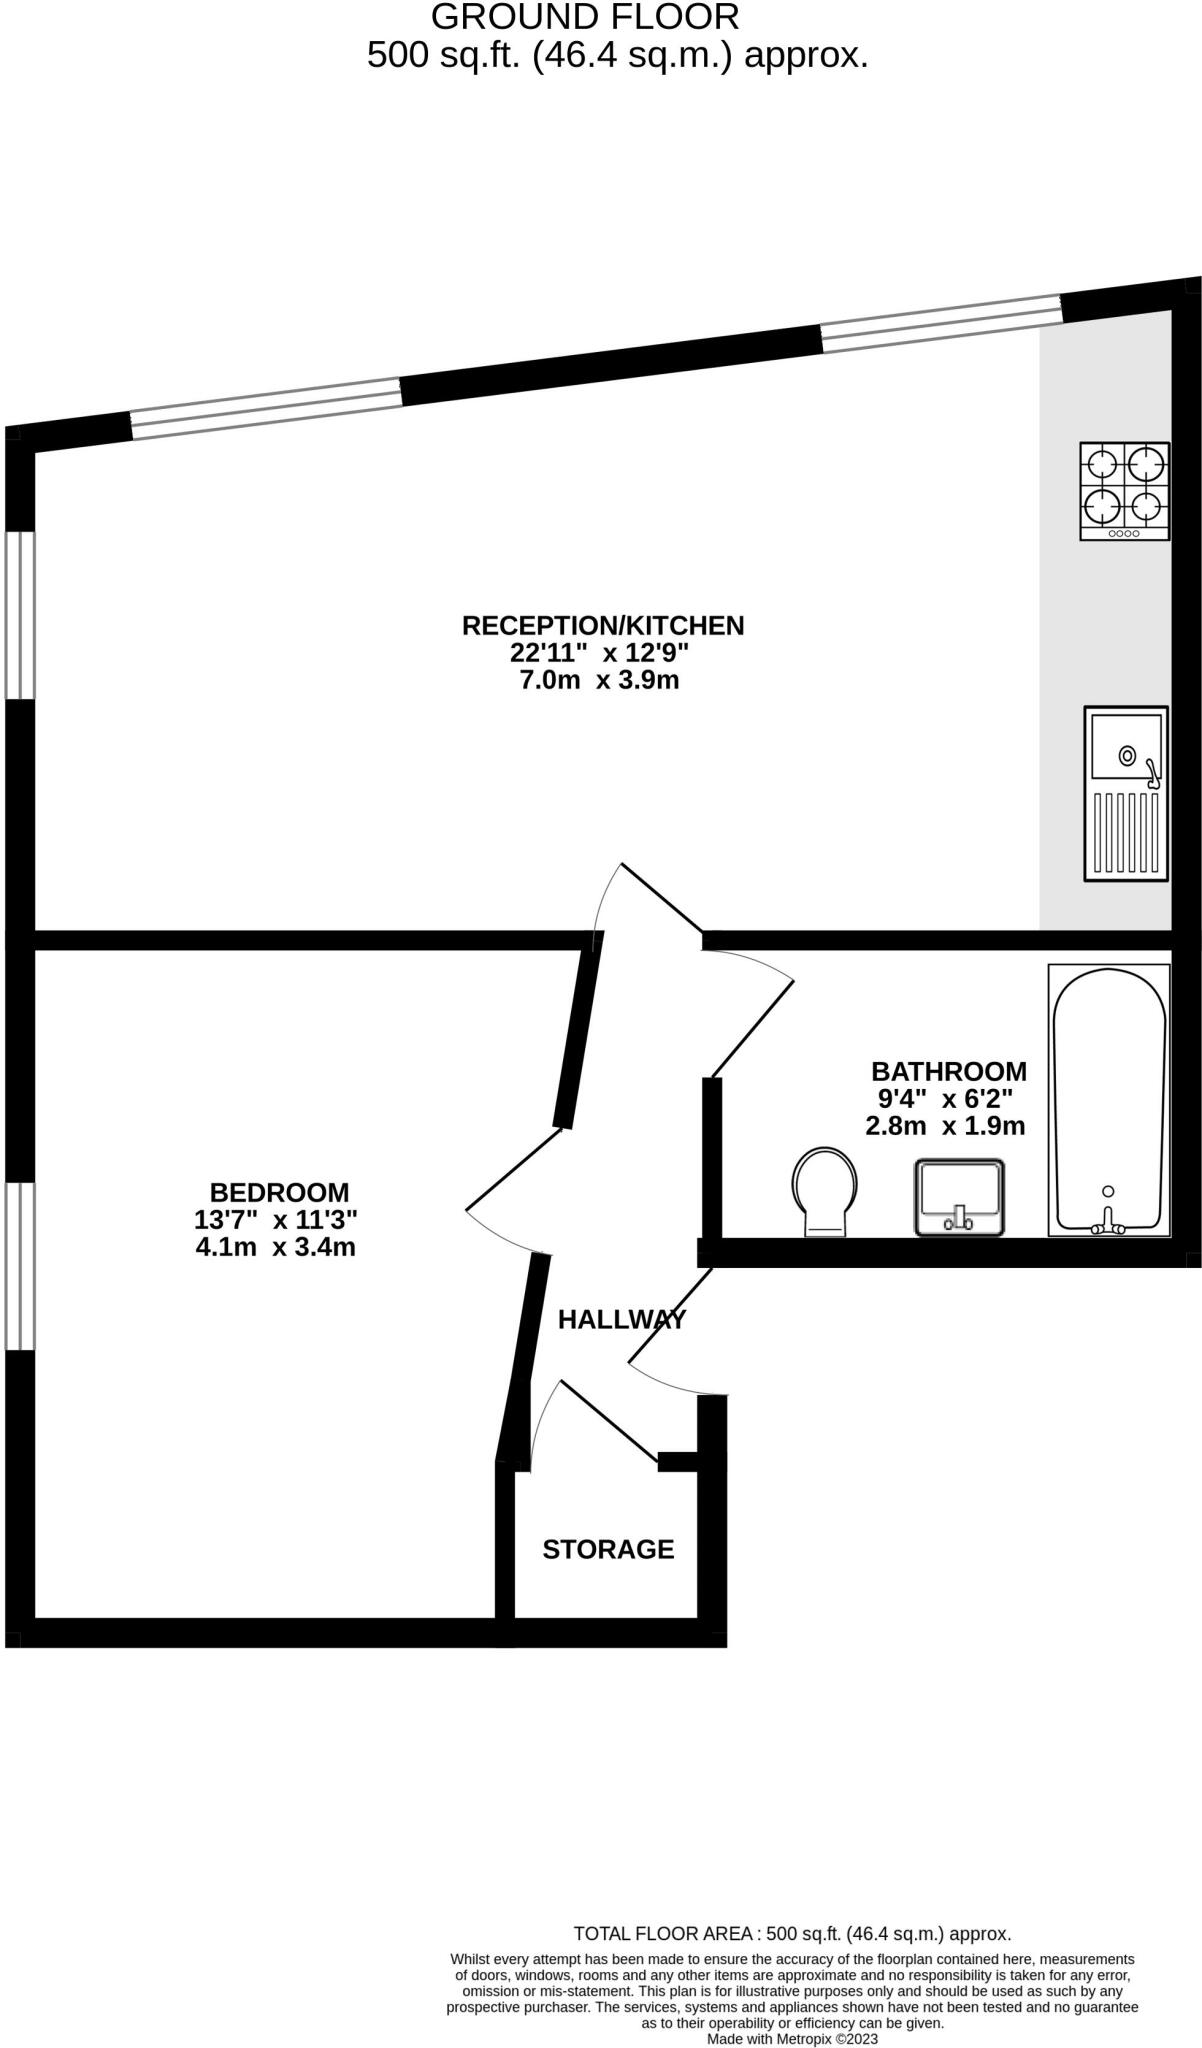 GROUND FLOOR
500 sq.ft. (46.4 sq.m.) approx.
RECEPTION/KITCHEN
22'11" x 12'9"
7.0m x 3.9m
BATHROOM
9'4" x 6'2"
2.8m x 1.9m
BEDROOM
13'7" x 11'3"
4.1m x 3.4m
HALLWAY
STORAGE
TOTAL FLOOR AREA : 500 sq.ft. (46.4 sq.m.) approx.
Whilst every attempt has been made to ensure the accuracy of the floorplan contained here, measurements
of doors, windows, rooms and any other items are approximate and no responsibility is taken for any error,
omission or mis-statement. This plan is for illustrative purposes only and should be used as such by any
prospective purchaser. The services, systems and appliances shown have not been tested and no guarantee
as to their operability or efficiency can be given.
Made with Metropix ©2023